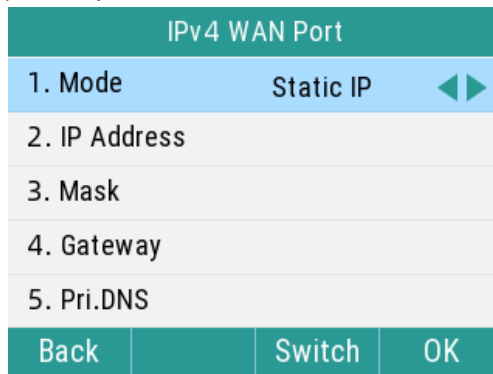 IPv4 WAN Port
1. Mode Static IP
2. IP Address
3. Mask
4. Gateway
5. Pri.DNS
Back Switch OK